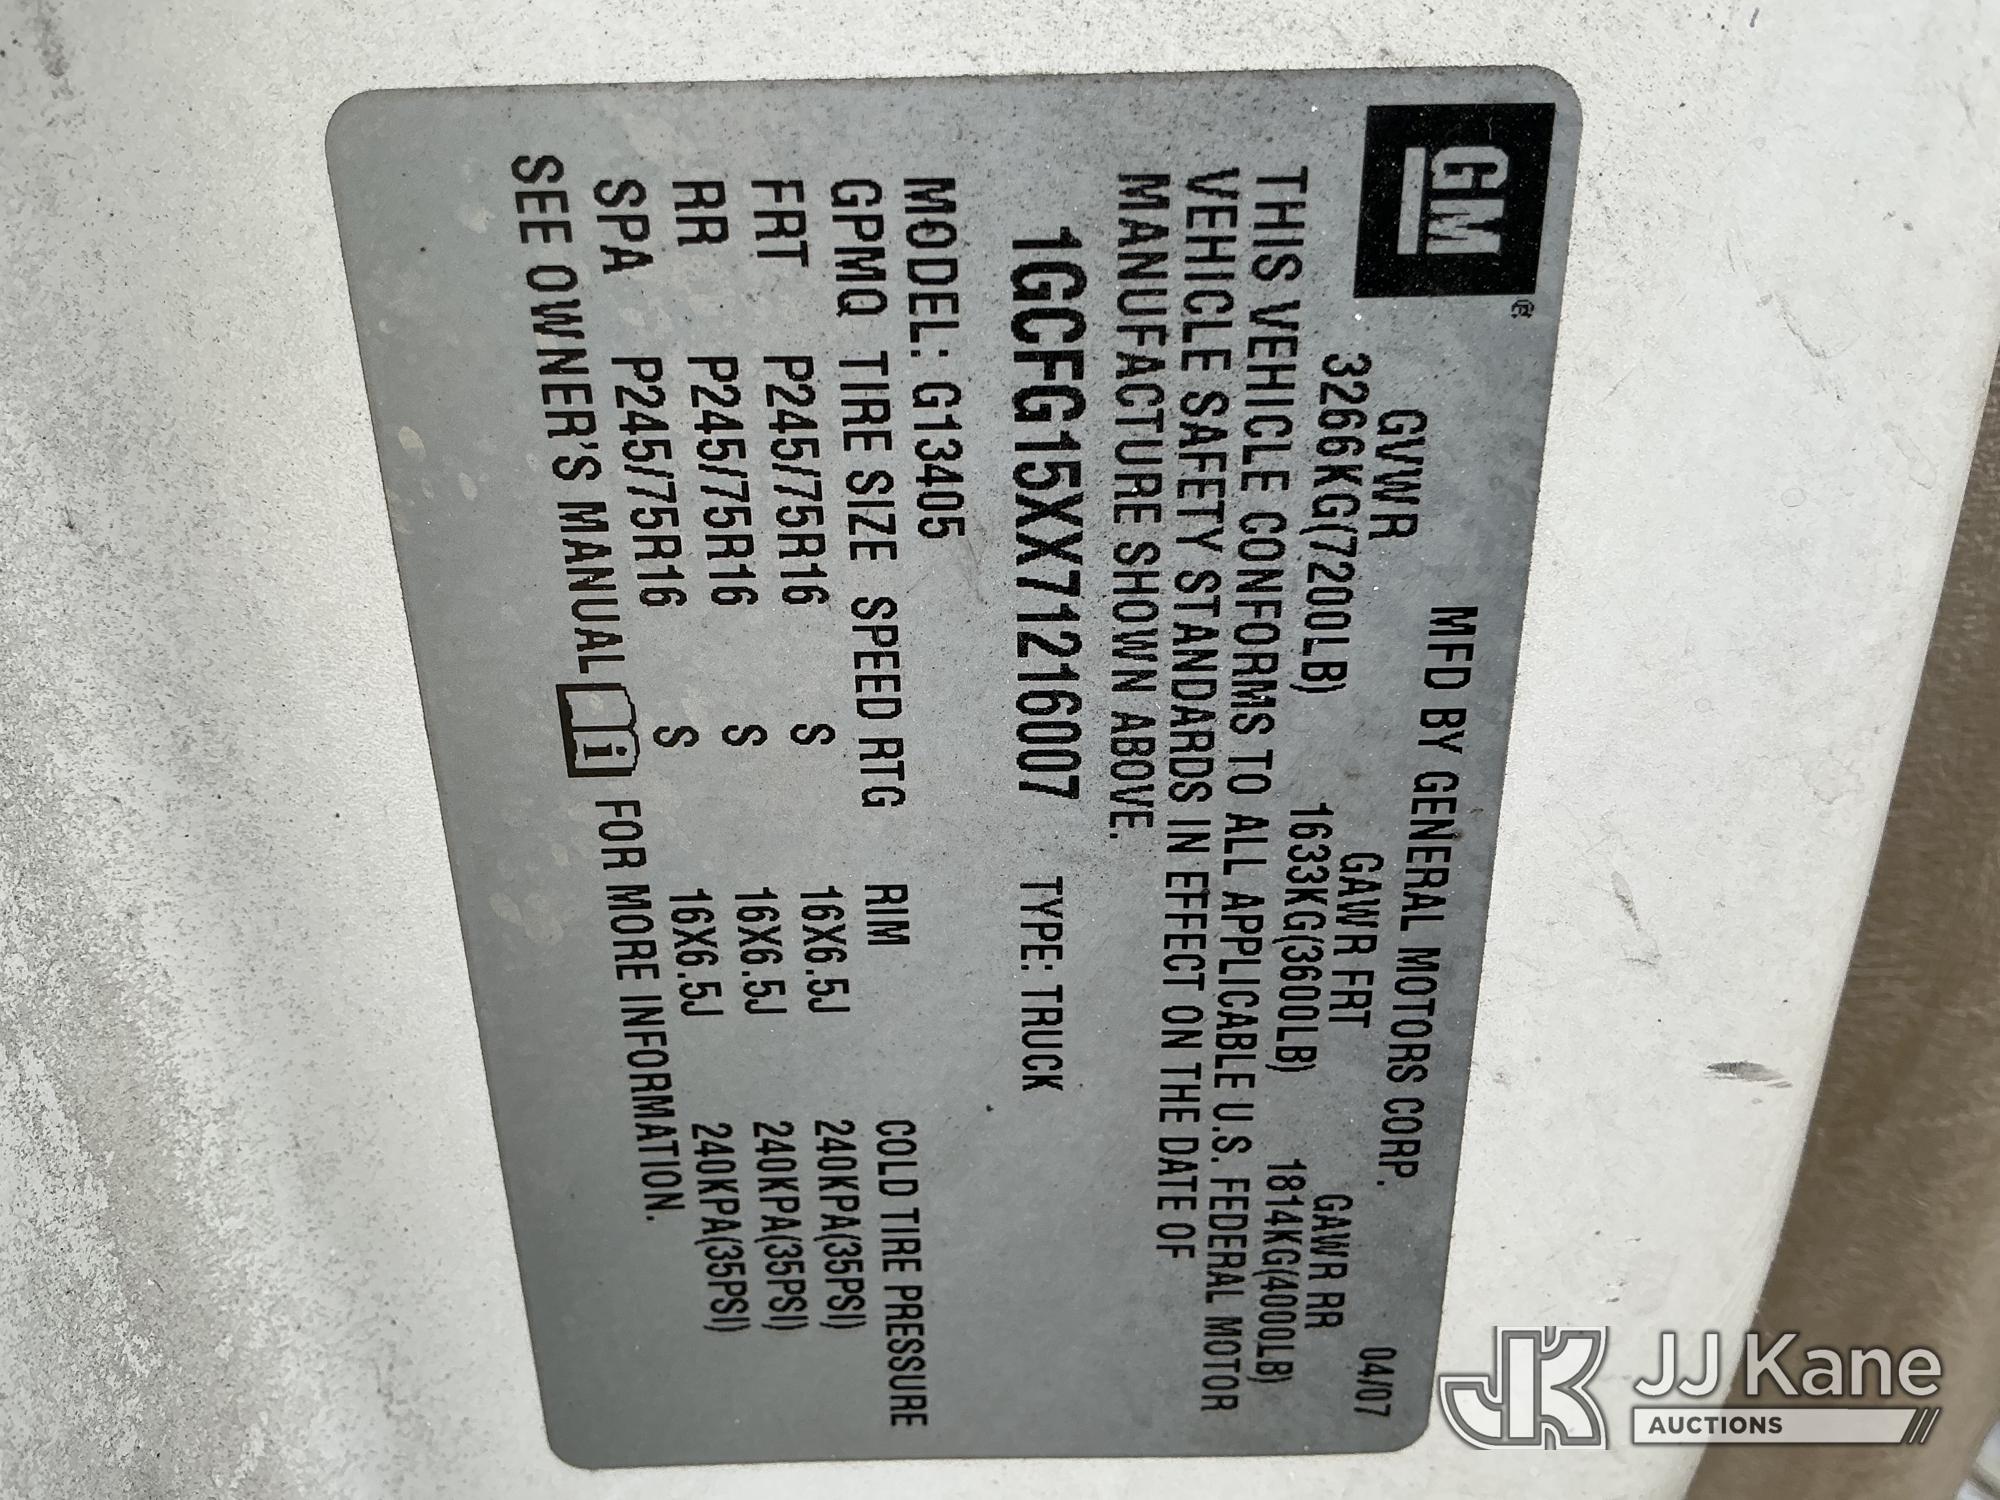 GM
MFD BY GENERAL MOTORS CORP. 04/07
GVWR GAWR FRT GAWR RR
3266KG(7200LB) 1633KG(3600LB) 1814KG(4000LB)
THIS VEHICLE CONFORMS TO ALL APPLICABLE U.S. FEDERAL MOTOR
VEHICLE SAFETY STANDARDS IN EFFECT ON THE DATE OF
MANUFACTURE SHOWN ABOVE.
1GCFG15XX71216007 TYPE: TRUCK
MODEL: G13405
GPMQ TIRE SIZE SPEED RTG RIM COLD TIRE PRESSURE
FRT P245/75R16 S 16X6.5J 240KPA(35PSI)
RR P245/75R16 S 16X6.5J 240KPA(35PSI)
SPA P245/75R16 S 16X6.5J 240KPA(35PSI)
SEE OWNER'S MANUAL i FOR MORE INFORMATION.
JK JJ Kane
AUCTIONS